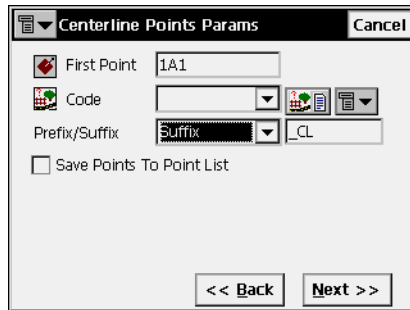 Centerline Points Params Cancel
First Point 1A1
Code
Prefix/Suffix Suffix _CL
Save Points To Point List
<< Back Next >>